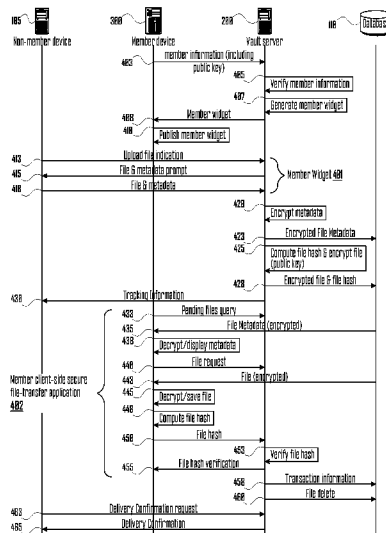 105
300
200
110
Database
Non-member device
Member device
Vault server
403
member information (including
public key)
405
Verify member information
407
Generate member widget
408
Member widget
410
Publish member widget
413
Upload file indication
415
File & metadata prompt
418
File & metadata
Member Widget 401
420
Encrypt metadata
423
Encrypted File Metadata
425
Compute file hash & encrypt file
(public key)
428
Encrypted file & file hash
430
Tracking Information
433
Pending files query
435
File Metadata (encrypted)
438
Decrypt/display metadata
440
File request
443
File (encrypted)
445
Decrypt/save file
Member client-side secure
file-transfer application
402
448
Compute file hash
450
File hash
453
Verify file hash
455
File hash verification
458
Transaction information
460
File delete
463
Delivery Confirmation request
465
Delivery Confirmation